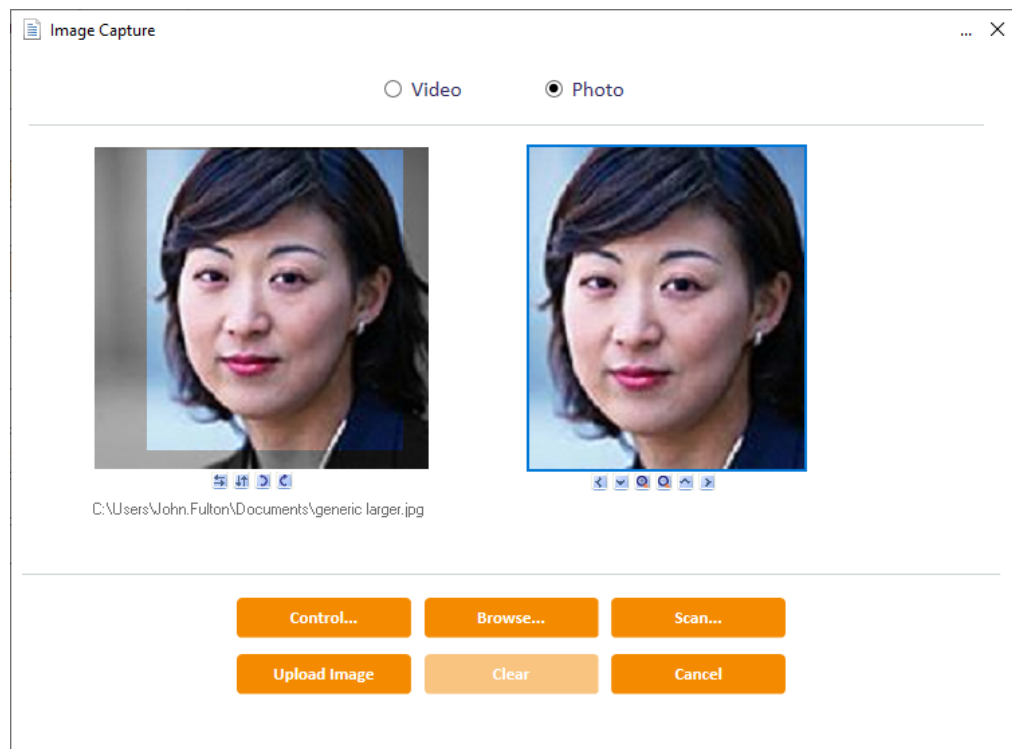 Image Capture ...
Video Photo
C:\Users\John.Fulton\Documents\generic larger.jpg
Control... Browse... Scan...
Upload Image Clear Cancel